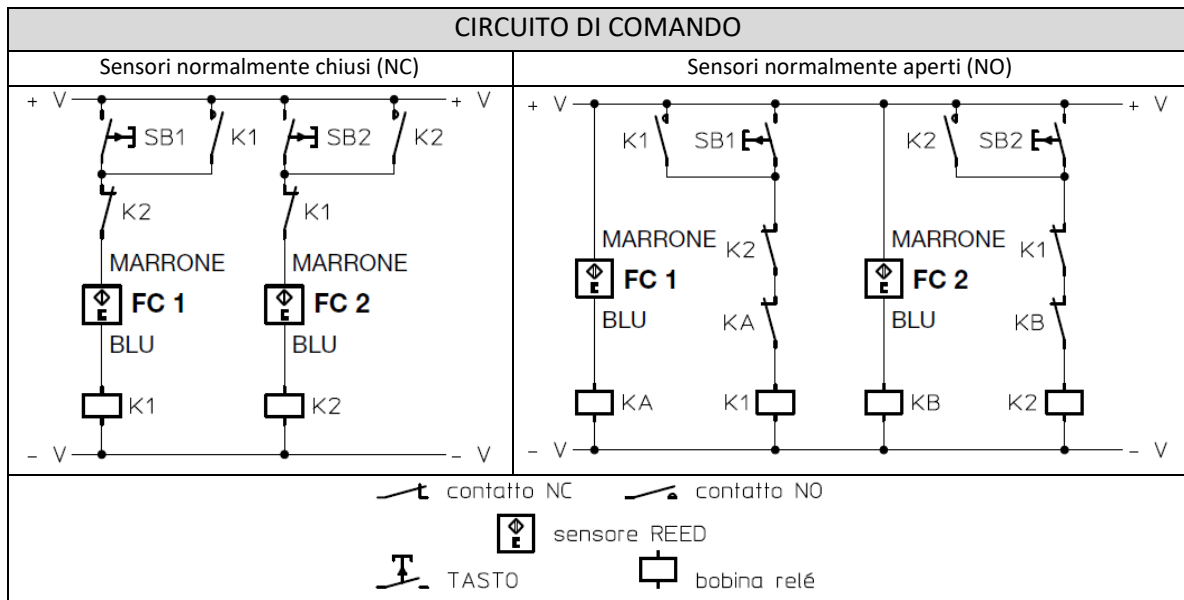 CIRCUITO DI COMANDO
Sensori normalmente chiusi (NC)
Sensori normalmente aperti (NO)
+ V + V
SB1 K1 SB2 K2
K2 K1
MARRONE MARRONE
FC 1 FC 2
BLU BLU
K1 K2
- V - V
+ V + V
K1 SB1 K2 SB2
MARRONE K2 MARRONE K1
FC 1 FC 2
BLU KA BLU KB
KA K1 KB K2
- V - V
contatto NC contatto NO
sensore REED
TASTO bobina relé